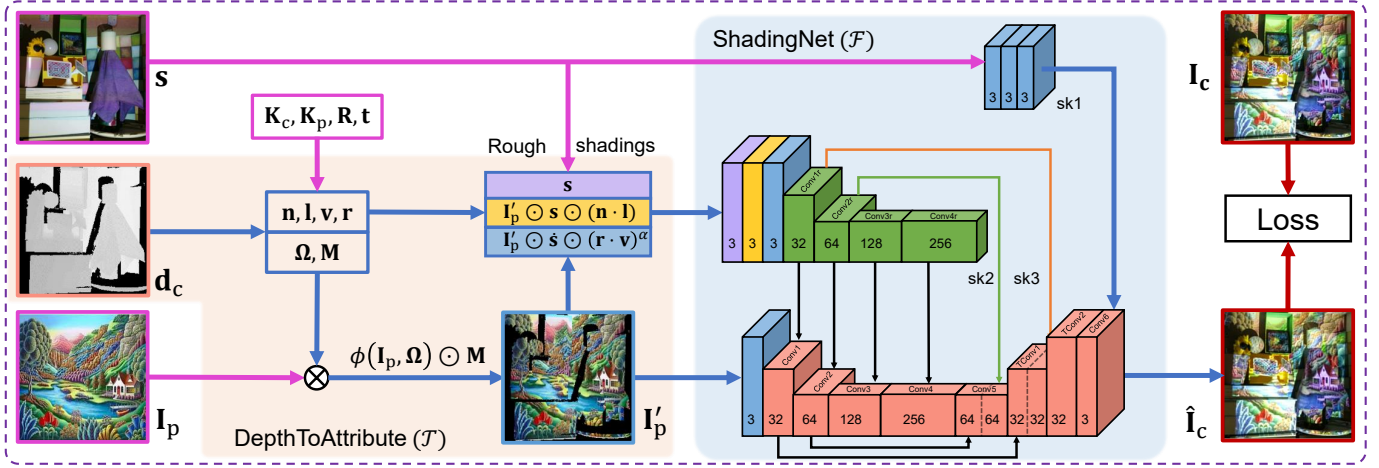 s
K_c, K_p, R, t
d_c
n, l, v, r
Ω, M
I_p
ϕ(I_p, Ω) ⊙ M
I′_p
DepthToAttribute (𝒯)
Rough shadings
s
I′_p ⊙ s ⊙ (n · l)
I′_p ⊙ ṡ ⊙ (r · v)^α
ShadingNet (ℱ)
3 3 3
sk1
Conv1r
Conv2r
Conv3r
Conv4r
3 3 3 32 64 128 256
sk2
sk3
Conv1
Conv2
Conv3
Conv4
Conv5
TConv1
TConv2
Conv6
3 32 64 128 256 64 64 32 32 32 3
I_c
Loss
Î_c